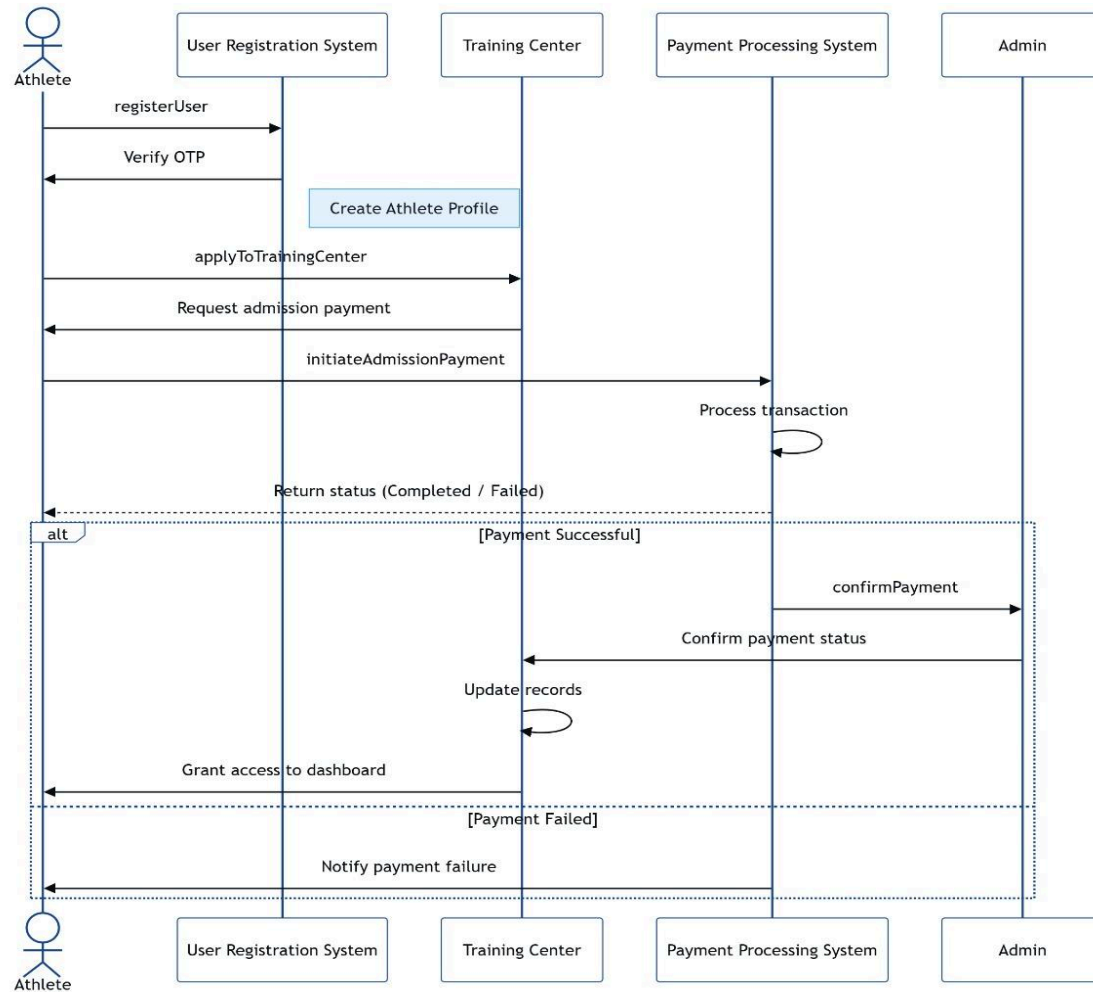 User Registration System
Training Center
Payment Processing System
Admin
Athlete
registerUser
Verify OTP
Create Athlete Profile
applyToTrainingCenter
Request admission payment
initiateAdmissionPayment
Process transaction
Return status (Completed / Failed)
alt
[Payment Successful]
confirmPayment
Confirm payment status
Update records
Grant access to dashboard
[Payment Failed]
Notify payment failure
User Registration System
Training Center
Payment Processing System
Admin
Athlete